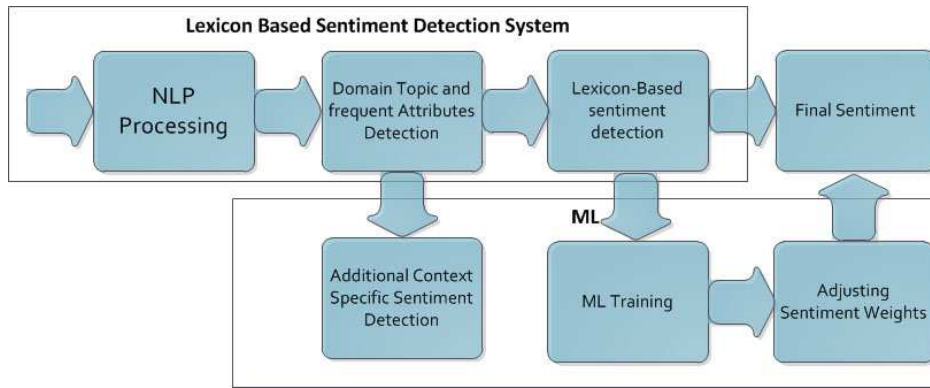 Lexicon Based Sentiment Detection System
NLP
Processing
Domain Topic and
frequent Attributes
Detection
Lexicon-Based
sentiment
detection
Final Sentiment
ML
Additional Context
Specific Sentiment
Detection
ML Training
Adjusting
Sentiment Weights